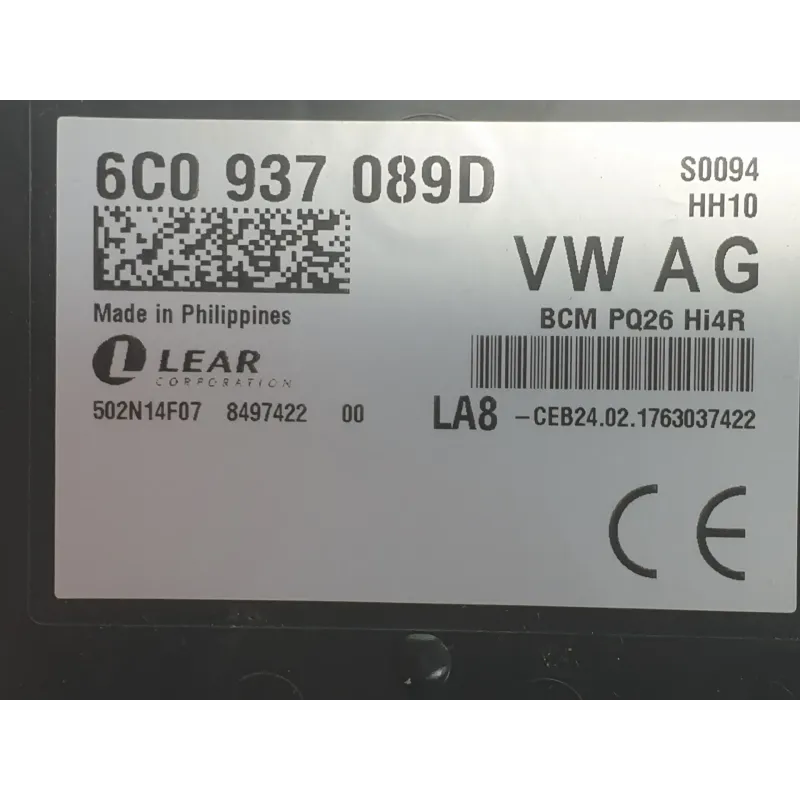 6C0 937 089D
S0094
HH10
VW AG
Made in Philippines
BCM PQ26 Hi4R
LEAR
CORPORATION
502N14F07 8497422 00
LA8 -CEB24.02.1763037422
CE